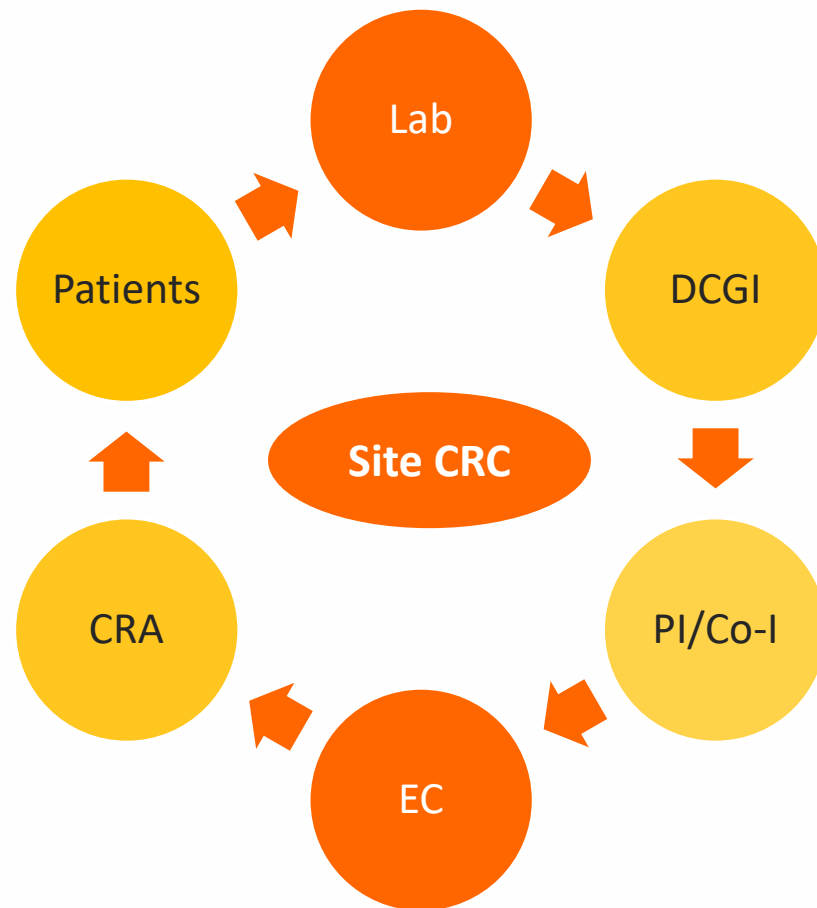 Lab
Patients
DCGI
Site CRC
CRA
PI/Co-I
EC